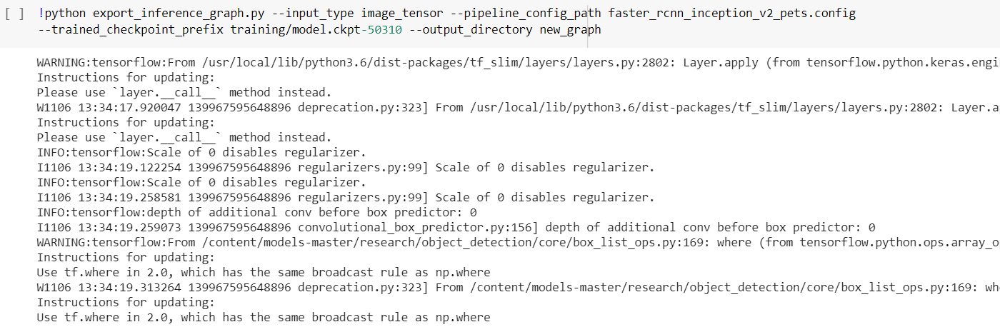 [ ] !python export_inference_graph.py --input_type image_tensor --pipeline_config_path faster_rcnn_inception_v2_pets.config
--trained_checkpoint_prefix training/model.ckpt-50310 --output_directory new_graph
WARNING:tensorflow:From /usr/local/lib/python3.6/dist-packages/tf_slim/layers/layers.py:2802: Layer.apply (from tensorflow.python.keras.engi
Instructions for updating:
Please use `layer.__call__` method instead.
W1106 13:34:17.920047 139967595648896 deprecation.py:323] From /usr/local/lib/python3.6/dist-packages/tf_slim/layers/layers.py:2802: Layer.a
Instructions for updating:
Please use `layer.__call__` method instead.
INFO:tensorflow:Scale of 0 disables regularizer.
I1106 13:34:19.122254 139967595648896 regularizers.py:99] Scale of 0 disables regularizer.
INFO:tensorflow:Scale of 0 disables regularizer.
I1106 13:34:19.258581 139967595648896 regularizers.py:99] Scale of 0 disables regularizer.
INFO:tensorflow:depth of additional conv before box predictor: 0
I1106 13:34:19.259073 139967595648896 convolutional_box_predictor.py:156] depth of additional conv before box predictor: 0
WARNING:tensorflow:From /content/models-master/research/object_detection/core/box_list_ops.py:169: where (from tensorflow.python.ops.array_o
Instructions for updating:
Use tf.where in 2.0, which has the same broadcast rule as np.where
W1106 13:34:19.313264 139967595648896 deprecation.py:323] From /content/models-master/research/object_detection/core/box_list_ops.py:169: wh
Instructions for updating:
Use tf.where in 2.0, which has the same broadcast rule as np.where